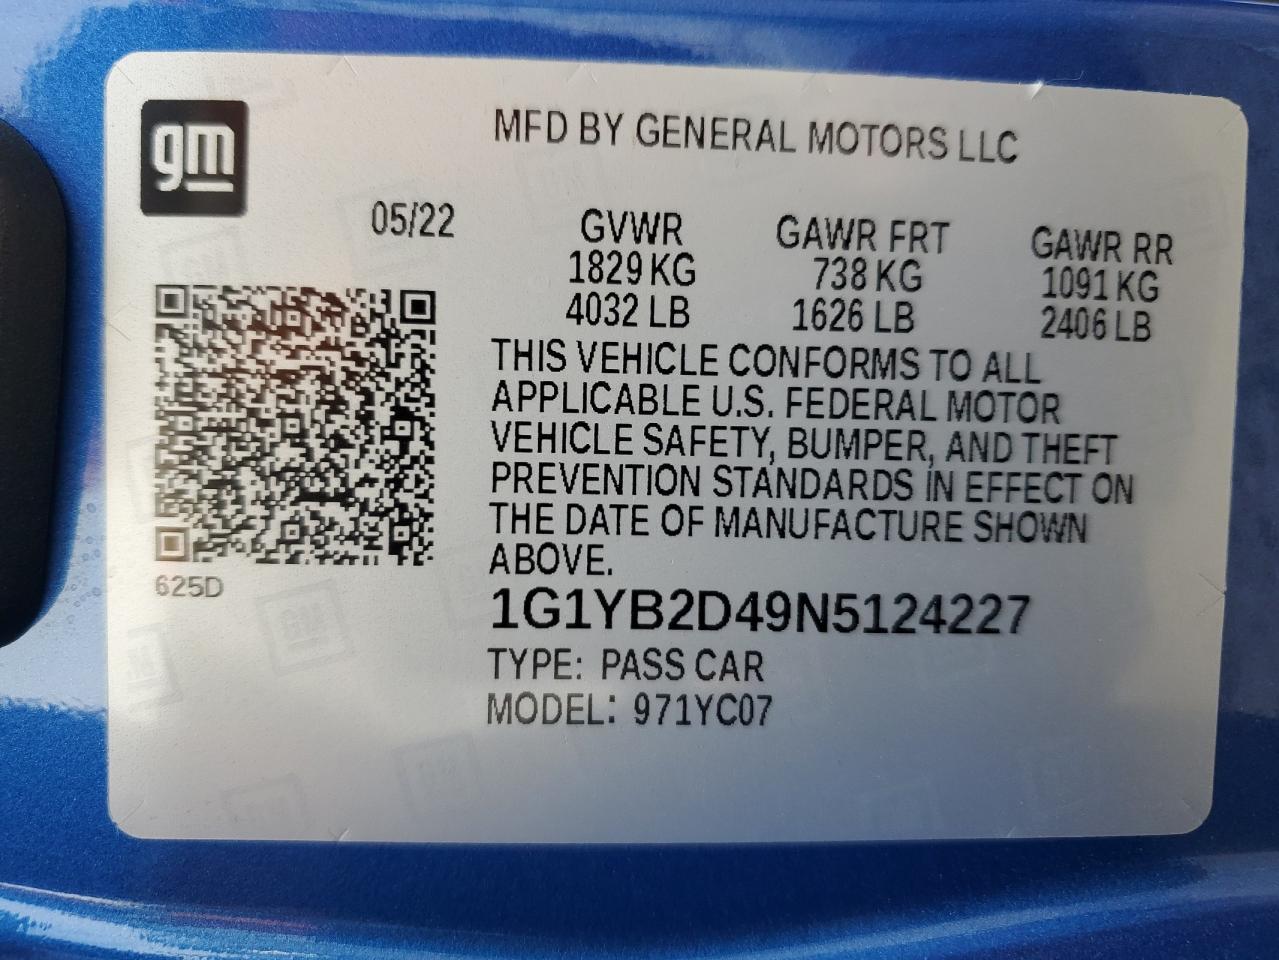 gm
MFD BY GENERAL MOTORS LLC
05/22
GVWR GAWR FRT GAWR RR
1829 KG 738 KG 1091 KG
4032 LB 1626 LB 2406 LB
THIS VEHICLE CONFORMS TO ALL
APPLICABLE U.S. FEDERAL MOTOR
VEHICLE SAFETY, BUMPER, AND THEFT
PREVENTION STANDARDS IN EFFECT ON
THE DATE OF MANUFACTURE SHOWN
ABOVE.
625D
1G1YB2D49N5124227
TYPE: PASS CAR
MODEL: 971YC07